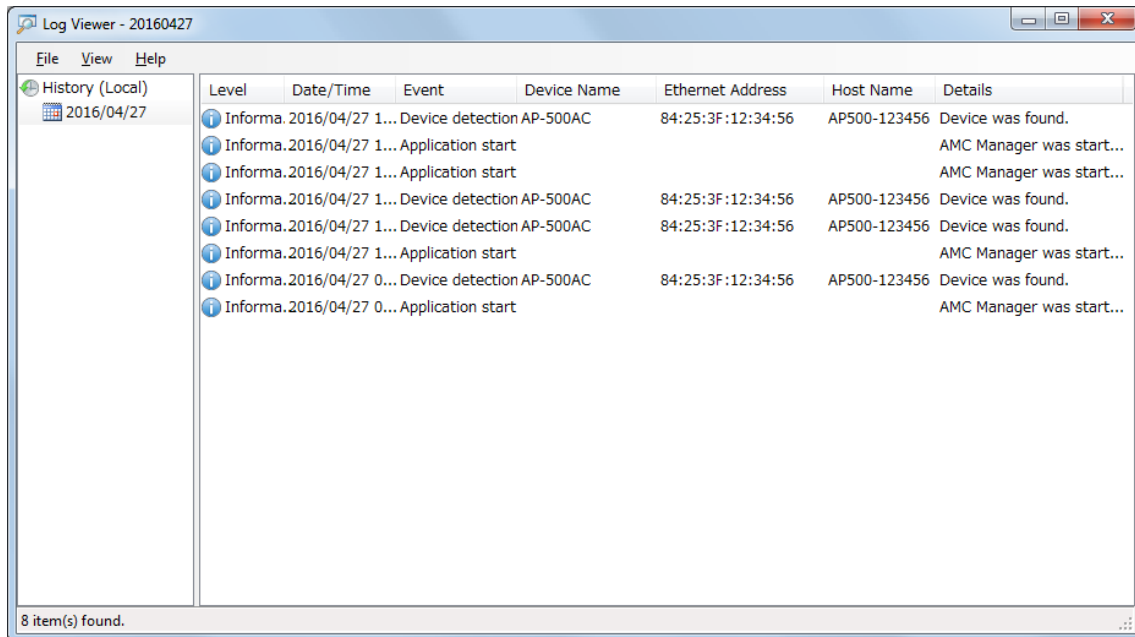 Log Viewer - 20160427
File View Help
History (Local)
2016/04/27
Level Date/Time Event Device Name Ethernet Address Host Name Details
Informa. 2016/04/27 1... Device detection AP-500AC 84:25:3F:12:34:56 AP500-123456 Device was found.
Informa. 2016/04/27 1... Application start AMC Manager was start...
Informa. 2016/04/27 1... Application start AMC Manager was start...
Informa. 2016/04/27 1... Device detection AP-500AC 84:25:3F:12:34:56 AP500-123456 Device was found.
Informa. 2016/04/27 1... Device detection AP-500AC 84:25:3F:12:34:56 AP500-123456 Device was found.
Informa. 2016/04/27 1... Application start AMC Manager was start...
Informa. 2016/04/27 0... Device detection AP-500AC 84:25:3F:12:34:56 AP500-123456 Device was found.
Informa. 2016/04/27 0... Application start AMC Manager was start...
8 item(s) found.